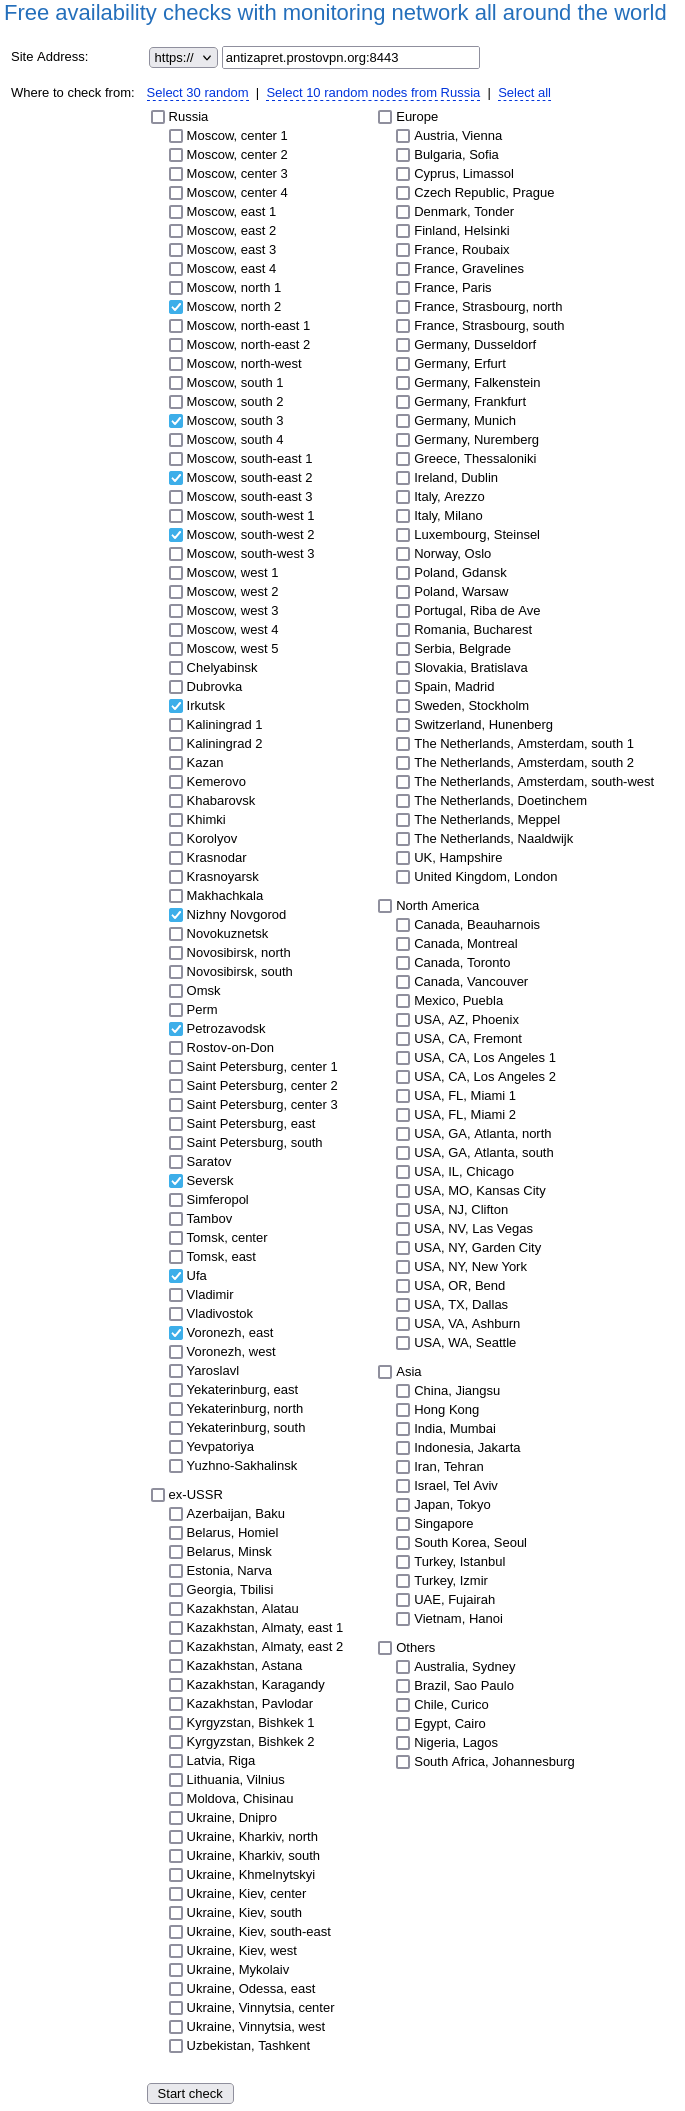 Free availability checks with monitoring network all around the world
Site Address:
https://
antizapret.prostovpn.org:8443
Where to check from:
Select 30 random | Select 10 random nodes from Russia | Select all
Russia
Moscow, center 1
Moscow, center 2
Moscow, center 3
Moscow, center 4
Moscow, east 1
Moscow, east 2
Moscow, east 3
Moscow, east 4
Moscow, north 1
Moscow, north 2
Moscow, north-east 1
Moscow, north-east 2
Moscow, north-west
Moscow, south 1
Moscow, south 2
Moscow, south 3
Moscow, south 4
Moscow, south-east 1
Moscow, south-east 2
Moscow, south-east 3
Moscow, south-west 1
Moscow, south-west 2
Moscow, south-west 3
Moscow, west 1
Moscow, west 2
Moscow, west 3
Moscow, west 4
Moscow, west 5
Chelyabinsk
Dubrovka
Irkutsk
Kaliningrad 1
Kaliningrad 2
Kazan
Kemerovo
Khabarovsk
Khimki
Korolyov
Krasnodar
Krasnoyarsk
Makhachkala
Nizhny Novgorod
Novokuznetsk
Novosibirsk, north
Novosibirsk, south
Omsk
Perm
Petrozavodsk
Rostov-on-Don
Saint Petersburg, center 1
Saint Petersburg, center 2
Saint Petersburg, center 3
Saint Petersburg, east
Saint Petersburg, south
Saratov
Seversk
Simferopol
Tambov
Tomsk, center
Tomsk, east
Ufa
Vladimir
Vladivostok
Voronezh, east
Voronezh, west
Yaroslavl
Yekaterinburg, east
Yekaterinburg, north
Yekaterinburg, south
Yevpatoriya
Yuzhno-Sakhalinsk
ex-USSR
Azerbaijan, Baku
Belarus, Homiel
Belarus, Minsk
Estonia, Narva
Georgia, Tbilisi
Kazakhstan, Alatau
Kazakhstan, Almaty, east 1
Kazakhstan, Almaty, east 2
Kazakhstan, Astana
Kazakhstan, Karagandy
Kazakhstan, Pavlodar
Kyrgyzstan, Bishkek 1
Kyrgyzstan, Bishkek 2
Latvia, Riga
Lithuania, Vilnius
Moldova, Chisinau
Ukraine, Dnipro
Ukraine, Kharkiv, north
Ukraine, Kharkiv, south
Ukraine, Khmelnytskyi
Ukraine, Kiev, center
Ukraine, Kiev, south
Ukraine, Kiev, south-east
Ukraine, Kiev, west
Ukraine, Mykolaiv
Ukraine, Odessa, east
Ukraine, Vinnytsia, center
Ukraine, Vinnytsia, west
Uzbekistan, Tashkent
Europe
Austria, Vienna
Bulgaria, Sofia
Cyprus, Limassol
Czech Republic, Prague
Denmark, Tonder
Finland, Helsinki
France, Roubaix
France, Gravelines
France, Paris
France, Strasbourg, north
France, Strasbourg, south
Germany, Dusseldorf
Germany, Erfurt
Germany, Falkenstein
Germany, Frankfurt
Germany, Munich
Germany, Nuremberg
Greece, Thessaloniki
Ireland, Dublin
Italy, Arezzo
Italy, Milano
Luxembourg, Steinsel
Norway, Oslo
Poland, Gdansk
Poland, Warsaw
Portugal, Riba de Ave
Romania, Bucharest
Serbia, Belgrade
Slovakia, Bratislava
Spain, Madrid
Sweden, Stockholm
Switzerland, Hunenberg
The Netherlands, Amsterdam, south 1
The Netherlands, Amsterdam, south 2
The Netherlands, Amsterdam, south-west
The Netherlands, Doetinchem
The Netherlands, Meppel
The Netherlands, Naaldwijk
UK, Hampshire
United Kingdom, London
North America
Canada, Beauharnois
Canada, Montreal
Canada, Toronto
Canada, Vancouver
Mexico, Puebla
USA, AZ, Phoenix
USA, CA, Fremont
USA, CA, Los Angeles 1
USA, CA, Los Angeles 2
USA, FL, Miami 1
USA, FL, Miami 2
USA, GA, Atlanta, north
USA, GA, Atlanta, south
USA, IL, Chicago
USA, MO, Kansas City
USA, NJ, Clifton
USA, NV, Las Vegas
USA, NY, Garden City
USA, NY, New York
USA, OR, Bend
USA, TX, Dallas
USA, VA, Ashburn
USA, WA, Seattle
Asia
China, Jiangsu
Hong Kong
India, Mumbai
Indonesia, Jakarta
Iran, Tehran
Israel, Tel Aviv
Japan, Tokyo
Singapore
South Korea, Seoul
Turkey, Istanbul
Turkey, Izmir
UAE, Fujairah
Vietnam, Hanoi
Others
Australia, Sydney
Brazil, Sao Paulo
Chile, Curico
Egypt, Cairo
Nigeria, Lagos
South Africa, Johannesburg
Start check